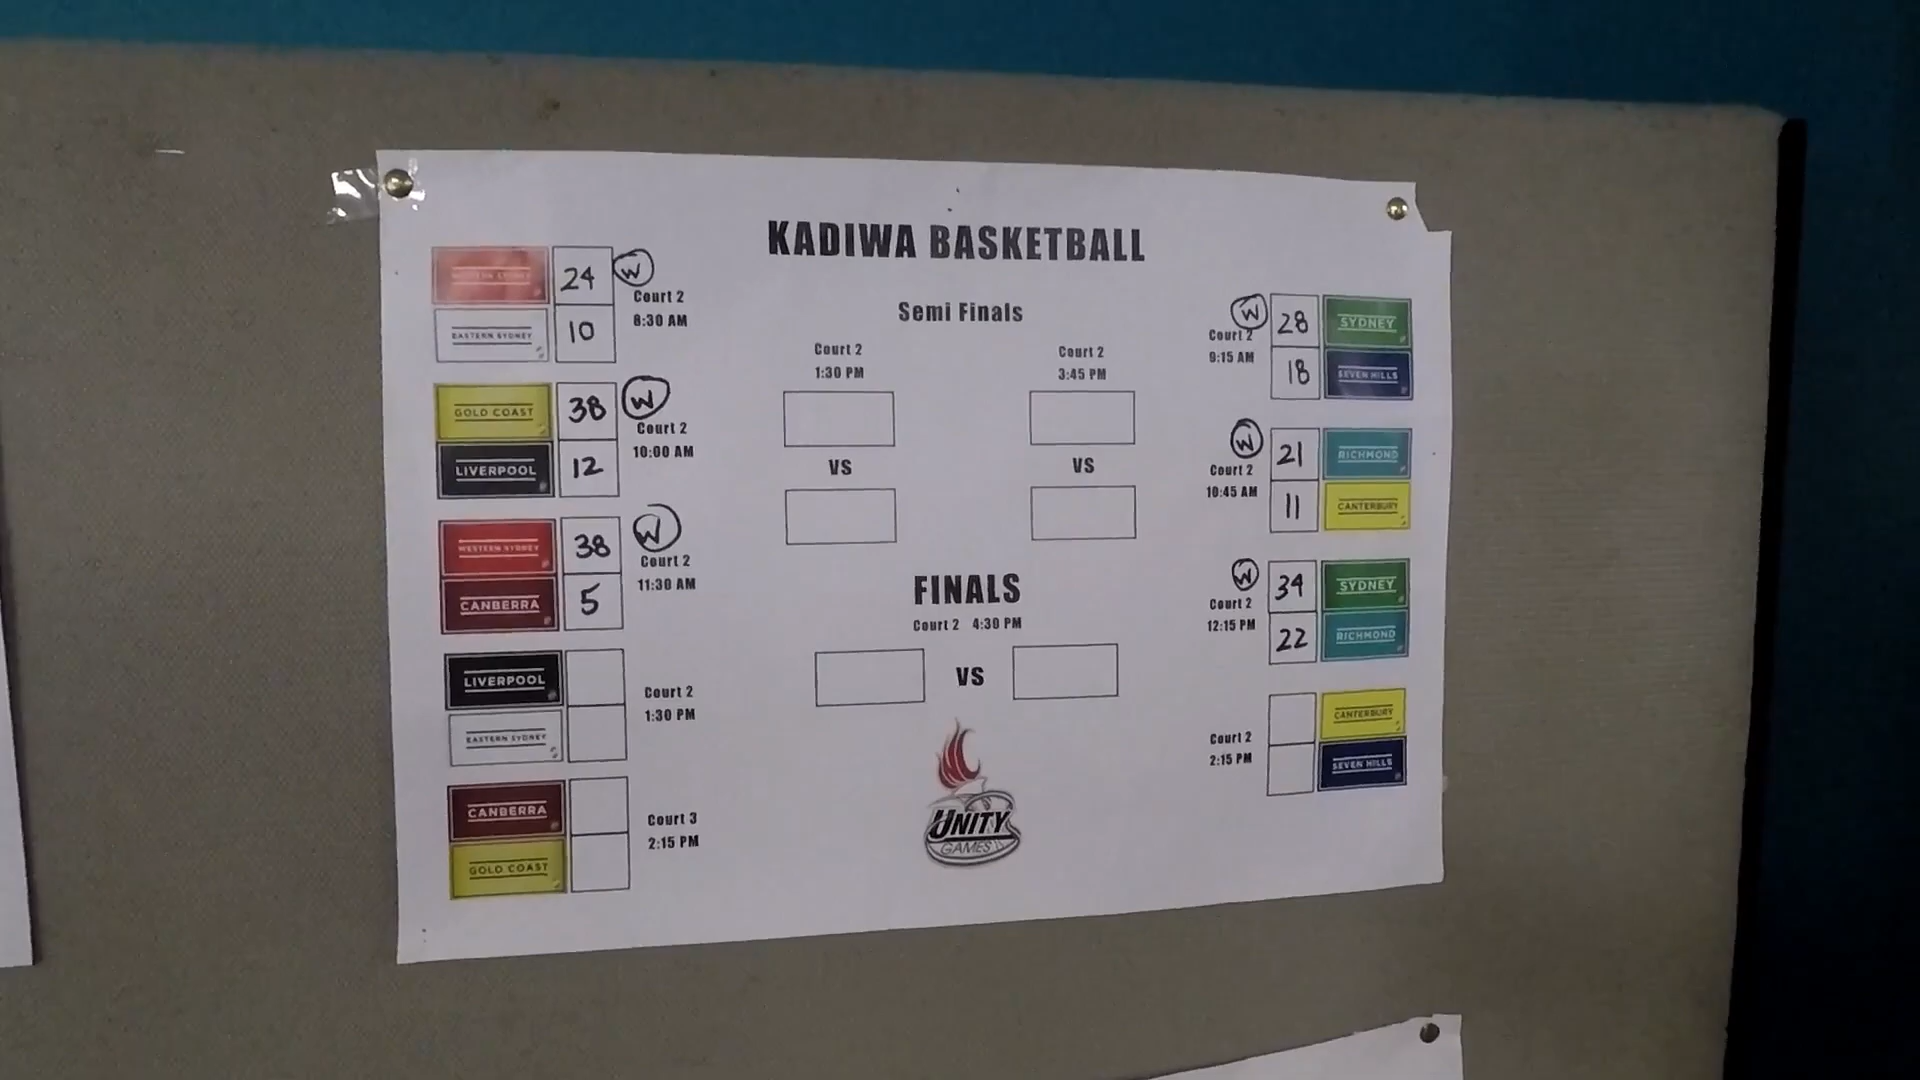 KADIWA BASKETBALL
WESTERN SYDNEY 24 W
Court 2
8:30 AM
EASTERN SYDNEY 10
GOLD COAST 38 W
Court 2
10:00 AM
LIVERPOOL 12
WESTERN SYDNEY 38 W
Court 2
11:30 AM
CANBERRA 5
LIVERPOOL
Court 2
1:30 PM
EASTERN SYDNEY
CANBERRA
Court 3
2:15 PM
GOLD COAST
Semi Finals
Court 2
1:30 PM
VS
Court 2
3:45 PM
VS
FINALS
Court 2 4:30 PM
VS
UNITY
GAMES
W 28 SYDNEY
Court 2
9:15 AM
18 SEVEN HILLS
W 21 RICHMOND
Court 2
10:45 AM
11 CANTERBURY
W 34 SYDNEY
Court 2
12:15 PM
22 RICHMOND
CANTERBURY
Court 2
2:15 PM
SEVEN HILLS